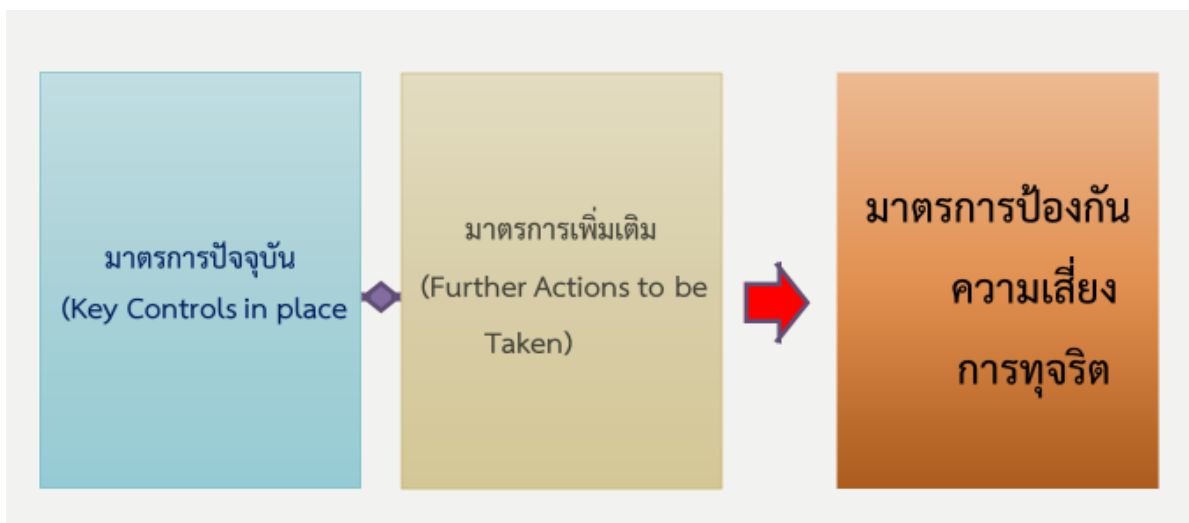 มาตรการปัจจุบัน
(Key Controls in place
มาตรการเพิ่มเติม
(Further Actions to be
Taken)
มาตรการป้องกัน
ความเสี่ยง
การทุจริต